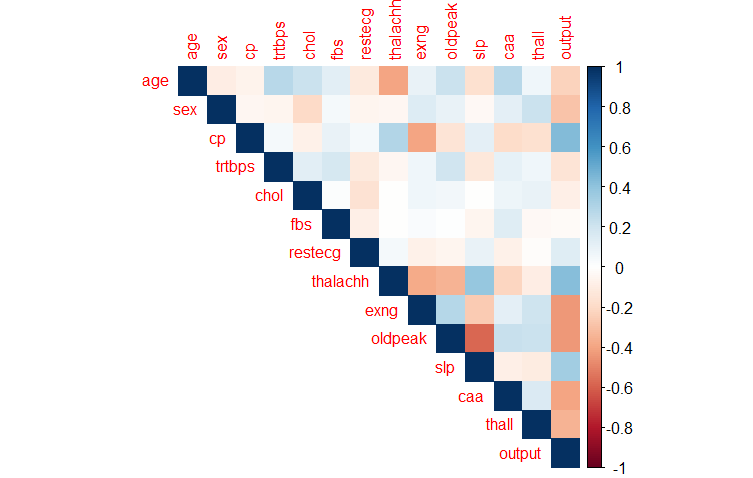 age sex cp trtbps chol fbs restecg thalachh exng oldpeak slp caa thall output
age
sex
cp
trtbps
chol
fbs
restecg
thalachh
exng
oldpeak
slp
caa
thall
output
1
0.8
0.6
0.4
0.2
0
-0.2
-0.4
-0.6
-0.8
-1